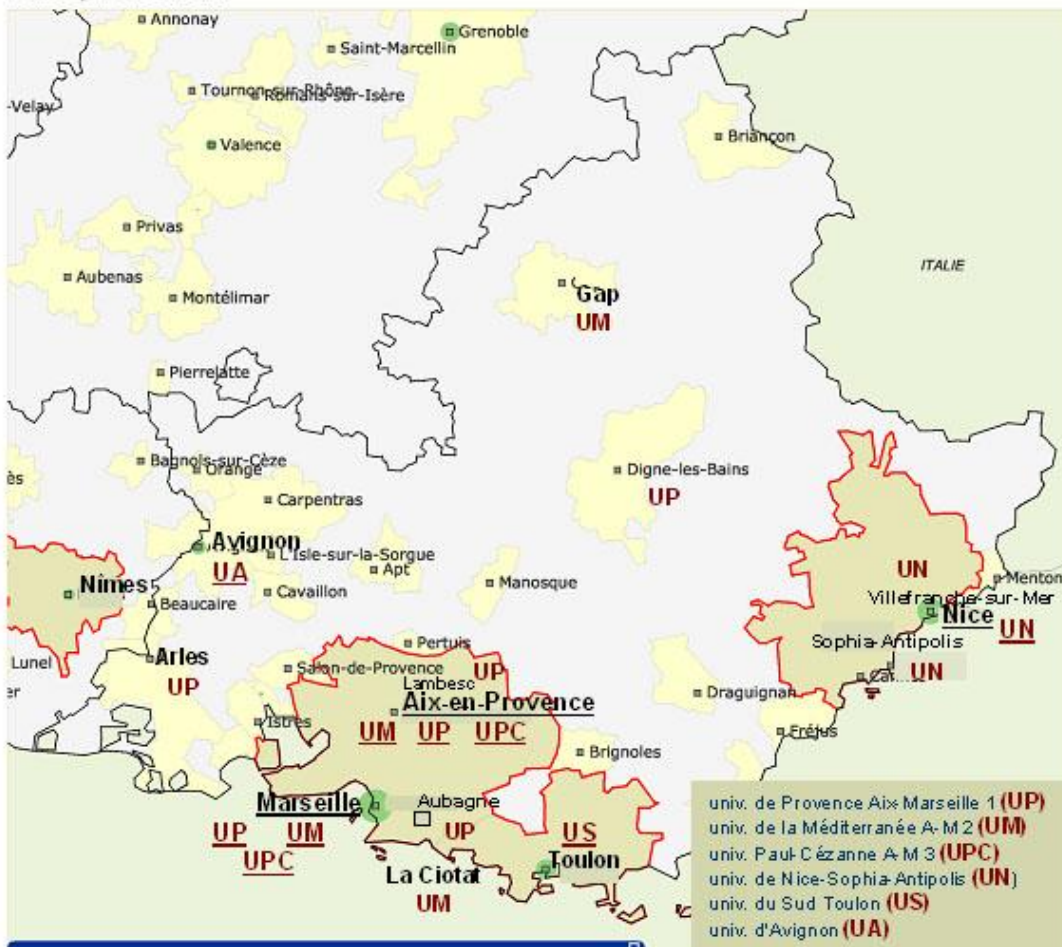 Annonay
Grenoble
Saint-Marcellin
Tournon-sur-Rhône
Romans-sur-Isère
-Velay
Valence
Briançon
Privas
ITALIE
Aubenas
Gap
Montélimar
UM
Pierrelatte
Bagnols-sur-Cèze
Orange
Digne-les-Bains
ès
Carpentras
UP
Avignon
L'Isle-sur-la-Sorgue
UA
Apt
UN
Nîmes
Manosque
Menton
Cavaillon
Villefranche-sur-Mer
Beaucaire
Nice
UN
Pertuis
Sophia-Antipolis
Arles
Lunel
Salon-de-Provence
UP
UN
UP
Lambesc
er
Draguignan
Aix-en-Provence
Istres
UM UP UPC
Fréjus
Brignoles
Marseille
Aubagne
UP UM
UP
US
UPC
Toulon
La Ciotat
UM
univ. de Provence Aix-Marseille 1 (UP)
univ. de la Méditerranée A-M 2 (UM)
univ. Paul-Cézanne A-M 3 (UPC)
univ. de Nice-Sophia-Antipolis (UN)
univ. du Sud Toulon (US)
univ. d'Avignon (UA)